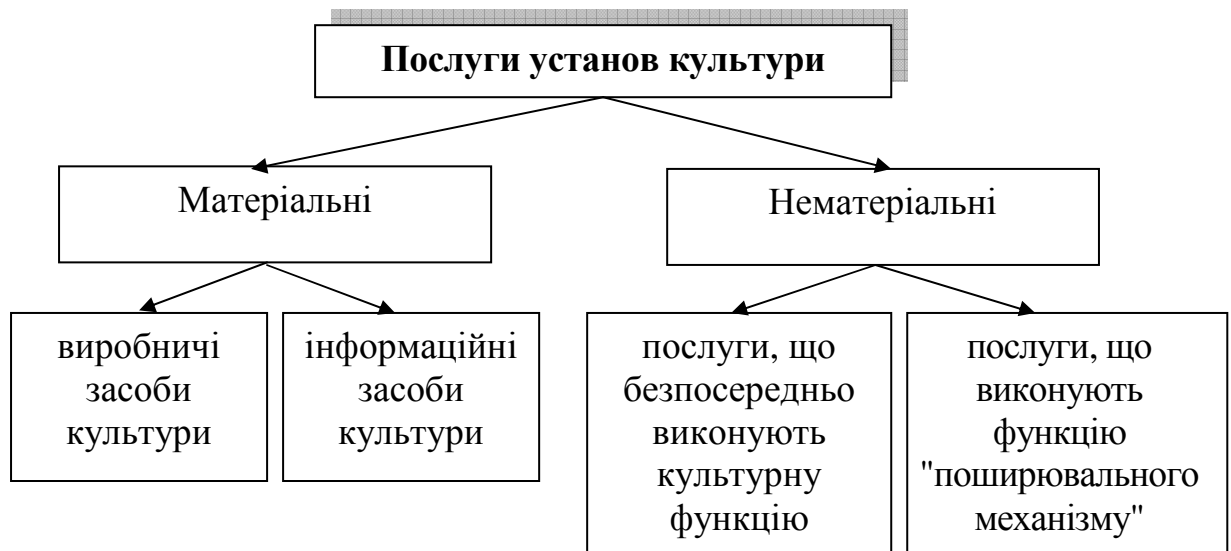 Послуги установ культури
Матеріальні
Нематеріальні
виробничі
засоби
культури
інформаційні
засоби
культури
послуги, що
безпосередньо
виконують
культурну
функцію
послуги, що
виконують
функцію
"поширювального
механізму"